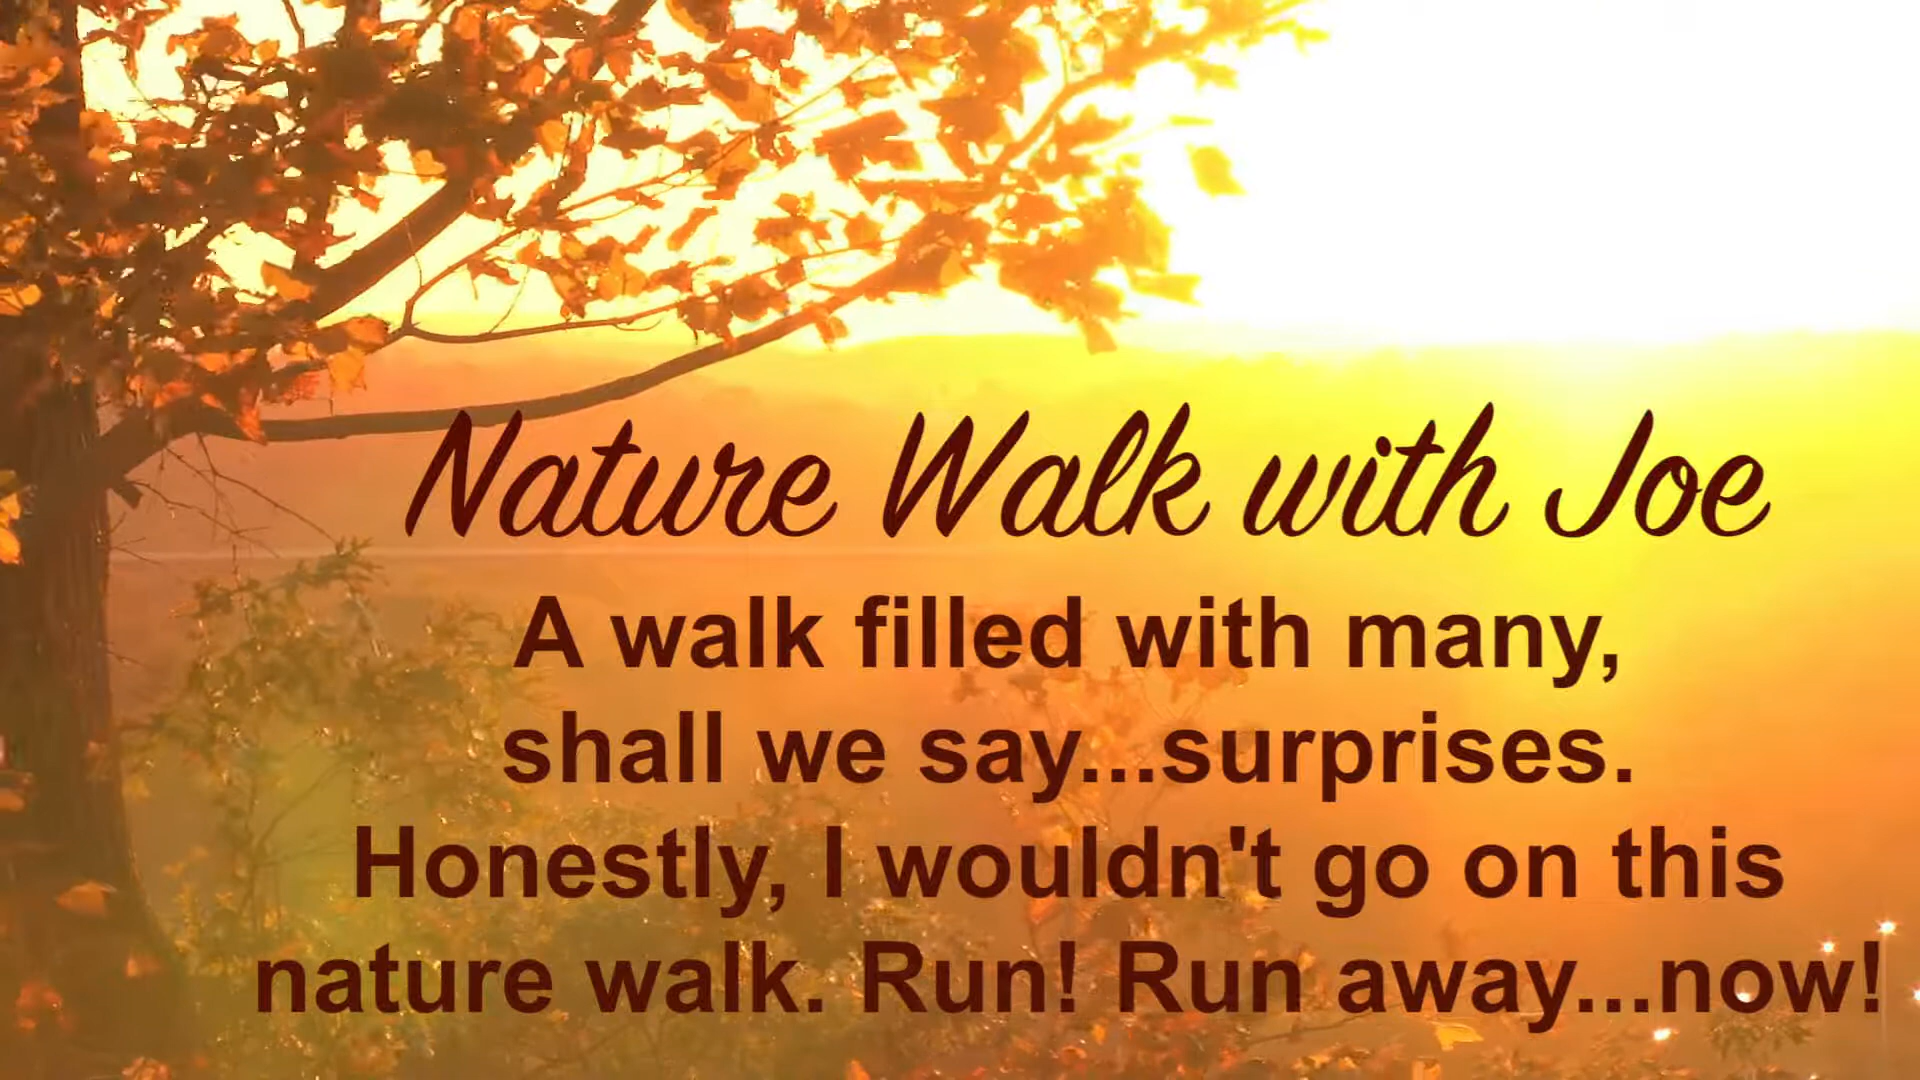 Nature Walk with Joe
A walk filled with many,
shall we say...surprises.
Honestly, I wouldn't go on this
nature walk. Run! Run away...now!